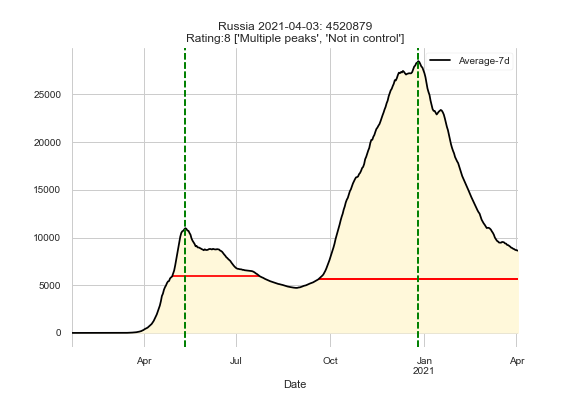 Russia 2021-04-03: 4520879
Rating:8 ['Multiple peaks', 'Not in control']
Average-7d
25000
20000
15000
10000
5000
0
Apr
Jul
Oct
Jan
2021
Apr
Date